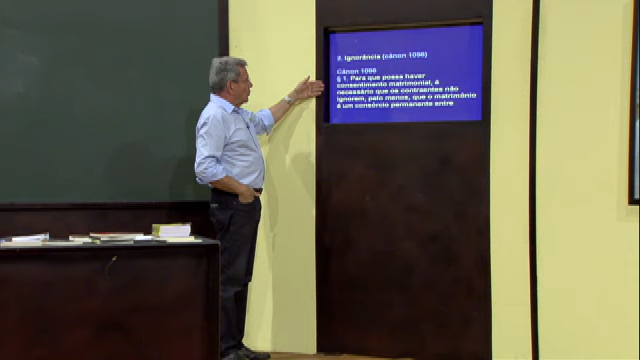 2. Ignorância (cânon 1096)
Cânon 1096
§ 1. Para que possa haver
consentimento matrimonial, é
necessário que os contraentes não
ignorem, pelo menos, que o matrimônio
é um consórcio permanente entre